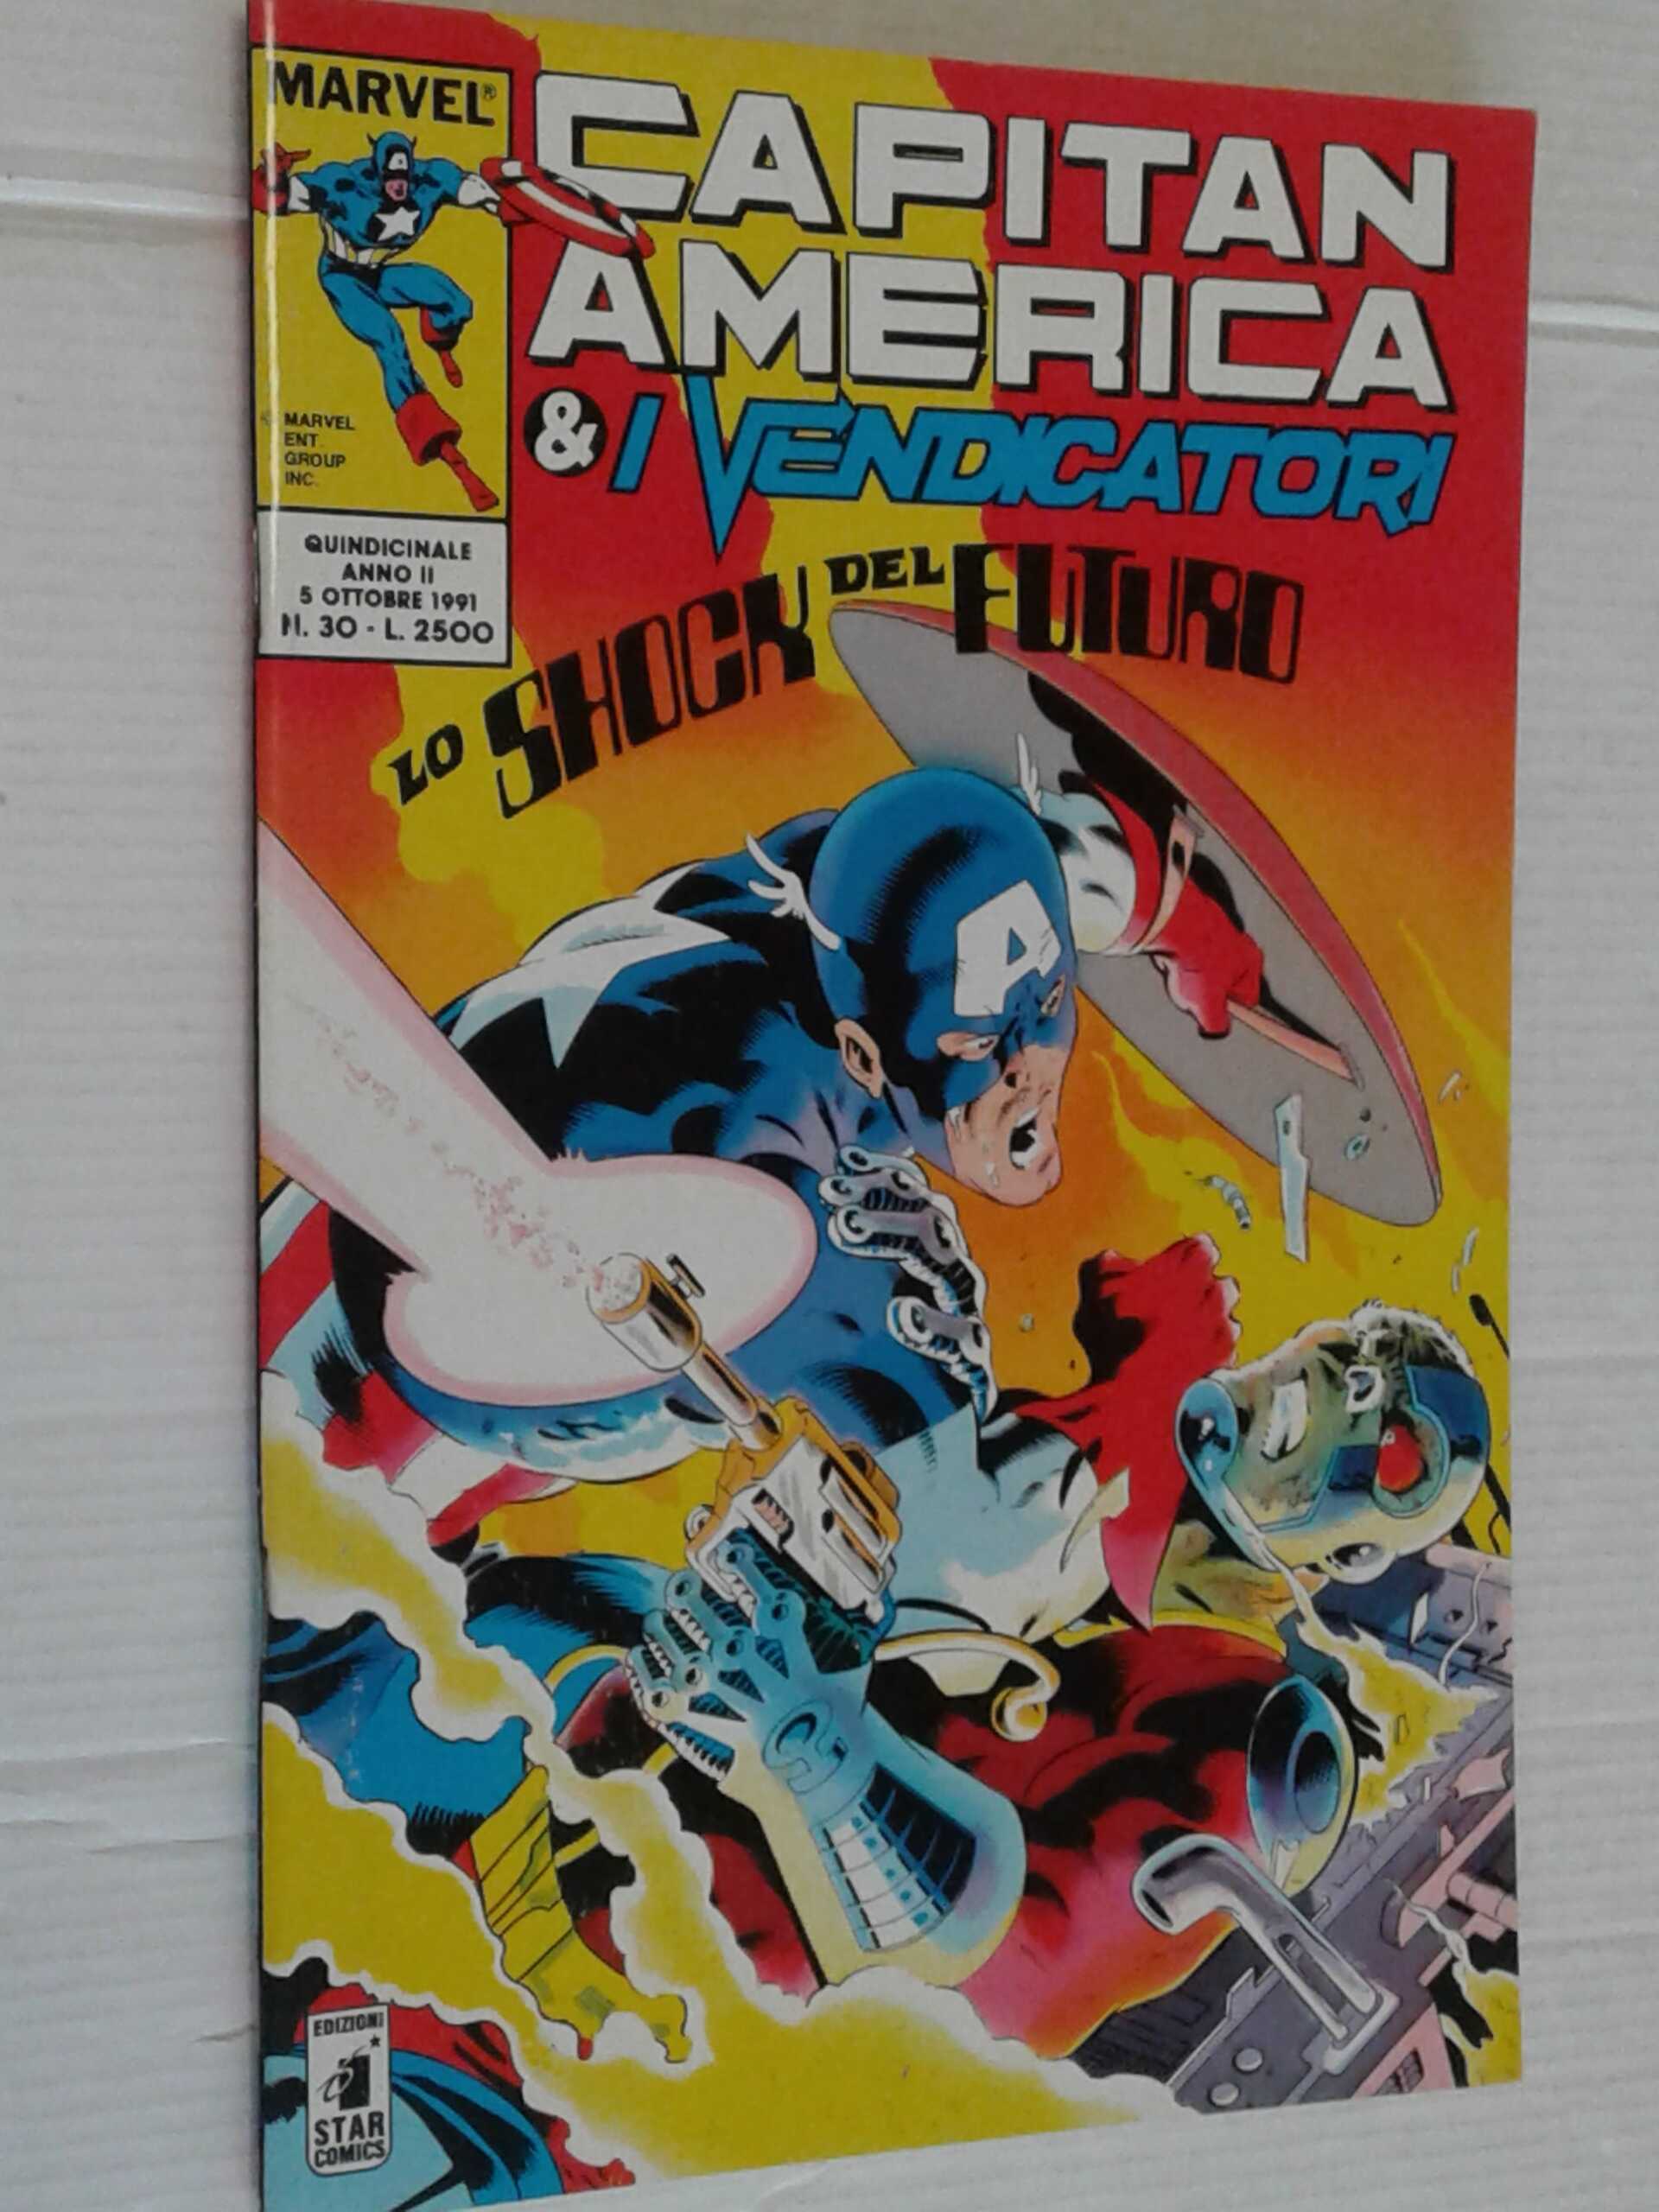 MARVEL®
CAPITAN
AMERICA
& I VENDICATORI
MARVEL
ENT.
GROUP
INC.
QUINDICINALE
ANNO II
5 OTTOBRE 1991
N. 30 - L. 2500
LO SHOCK DEL FUTURO
A
EDIZIONI
STAR
COMICS